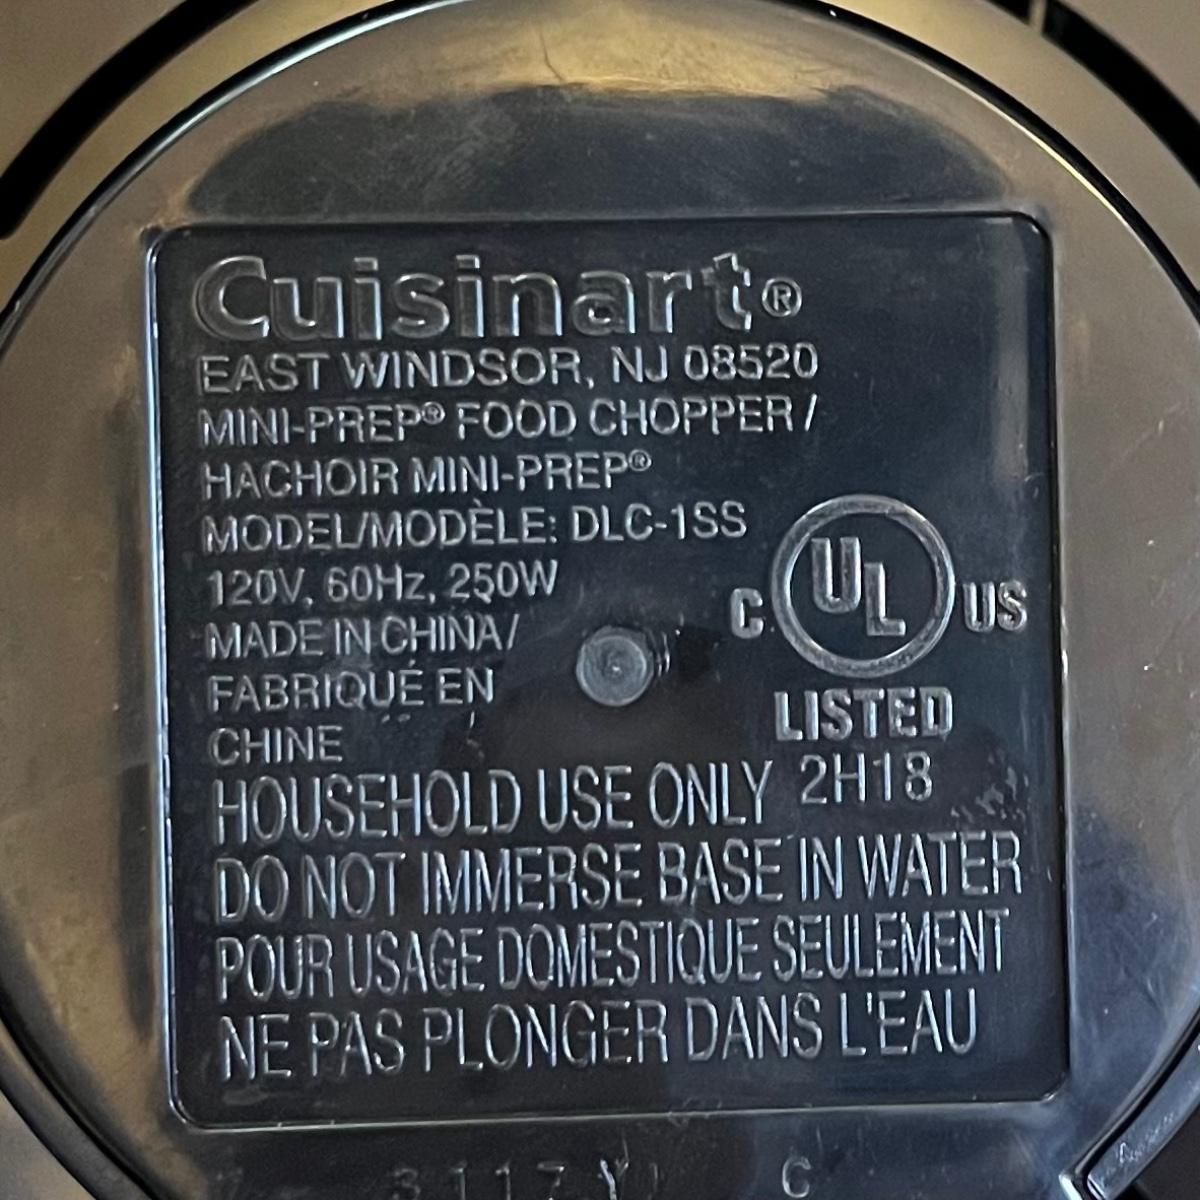 Cuisinart®
EAST WINDSOR, NJ 08520
MINI-PREP® FOOD CHOPPER /
HACHOIR MINI-PREP®
MODEL/MODÈLE: DLC-1SS
120V, 60Hz, 250W
MADE IN CHINA/
FABRIQUÉ EN
CHINE
C UL US
LISTED
2H18
HOUSEHOLD USE ONLY
DO NOT IMMERSE BASE IN WATER
POUR USAGE DOMESTIQUE SEULEMENT
NE PAS PLONGER DANS L'EAU